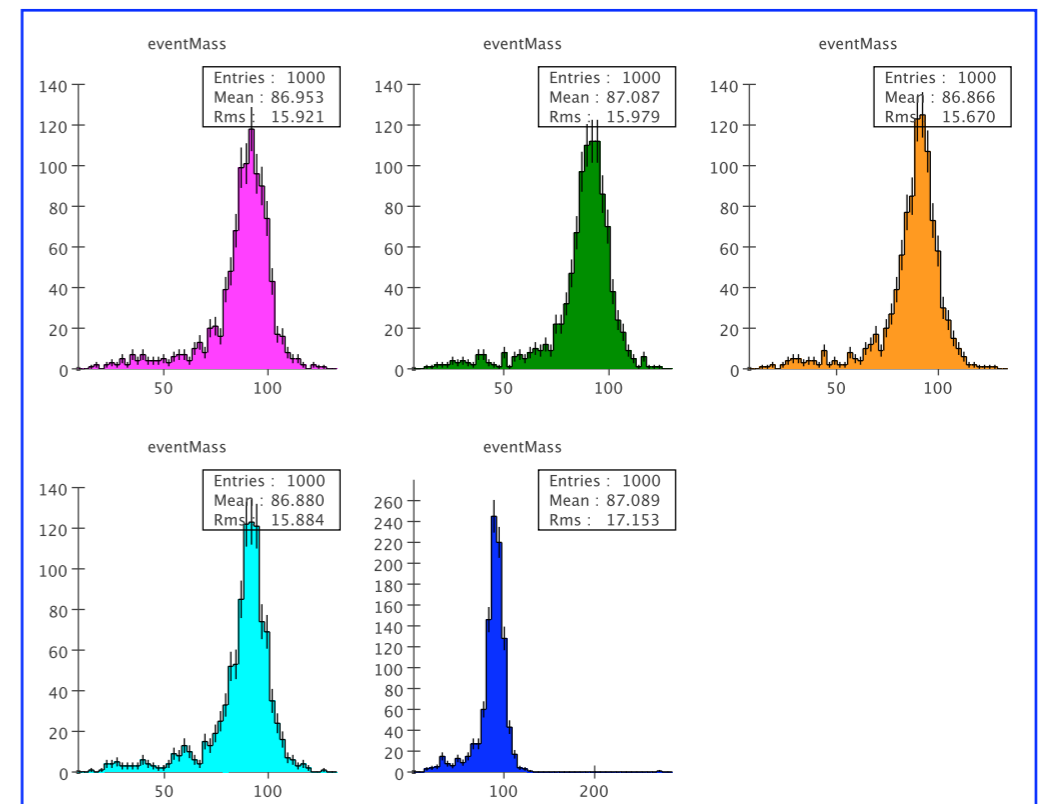 eventMass
Entries : 1000
Mean : 86.953
Rms : 15.921
140
120
100
80
60
40
20
0
50
100
eventMass
Entries : 1000
Mean : 87.087
Rms : 15.979
140
120
100
80
60
40
20
0
50
100
eventMass
Entries : 1000
Mean : 86.866
Rms : 15.670
140
120
100
80
60
40
20
0
50
100
eventMass
Entries : 1000
Mean : 86.880
Rms : 15.884
140
120
100
80
60
40
20
0
50
100
eventMass
Entries : 1000
Mean : 87.089
Rms : 17.153
260
240
220
200
180
160
140
120
100
80
60
40
20
0
100
200